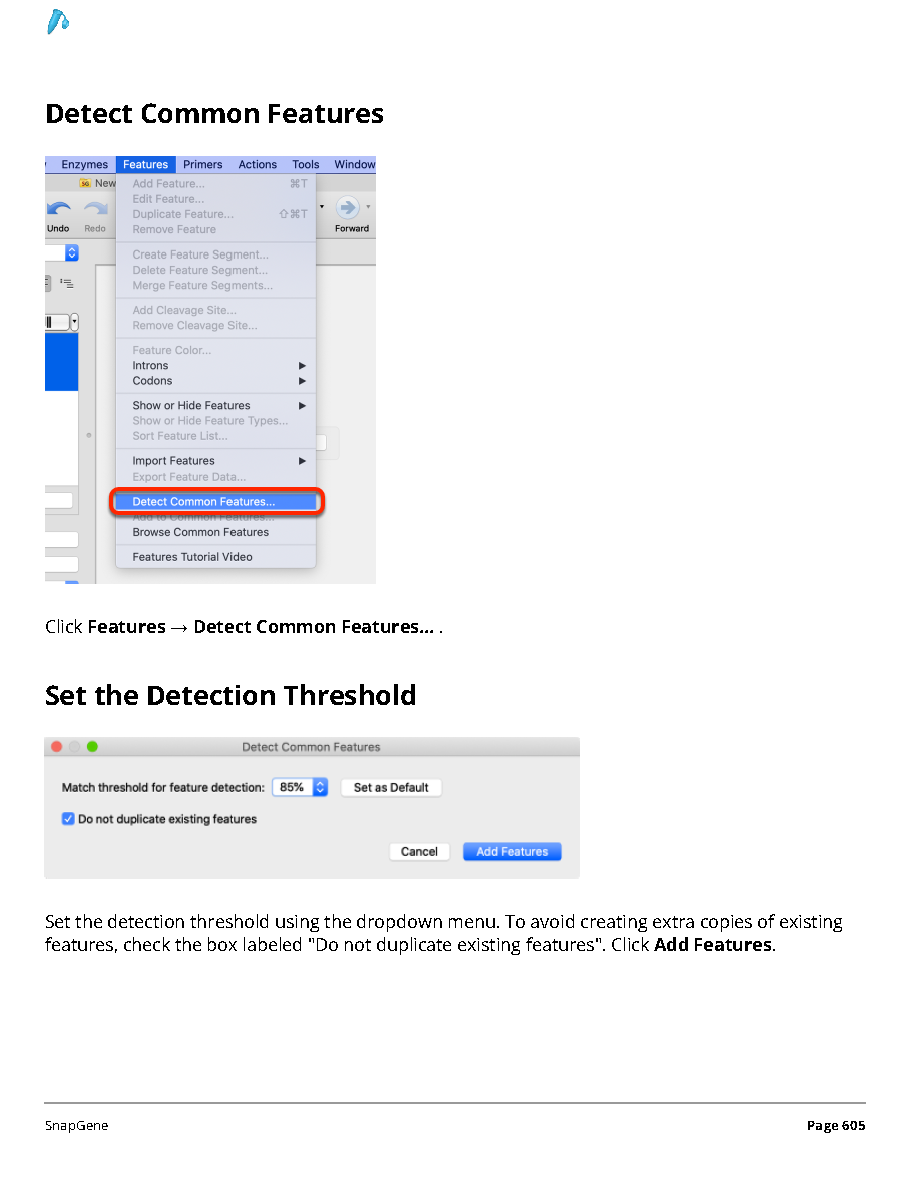 Detect Common Features
Enzymes Features Primers Actions Tools Window
New
Add Feature... ⌘T
Edit Feature...
Duplicate Feature... ⇧⌘T
Remove Feature
Undo Redo
Forward
Create Feature Segment...
Delete Feature Segment...
Merge Feature Segments...
Add Cleavage Site...
Remove Cleavage Site...
Feature Color...
Introns ▶
Codons ▶
Show or Hide Features ▶
Show or Hide Feature Types...
Sort Feature List...
Import Features ▶
Export Feature Data...
Detect Common Features...
Add to Common Features...
Browse Common Features
Features Tutorial Video
Click Features → Detect Common Features... .
Set the Detection Threshold
Detect Common Features
Match threshold for feature detection: 85% Set as Default
Do not duplicate existing features
Cancel Add Features
Set the detection threshold using the dropdown menu. To avoid creating extra copies of existing
features, check the box labeled "Do not duplicate existing features". Click Add Features.
SnapGene Page 605